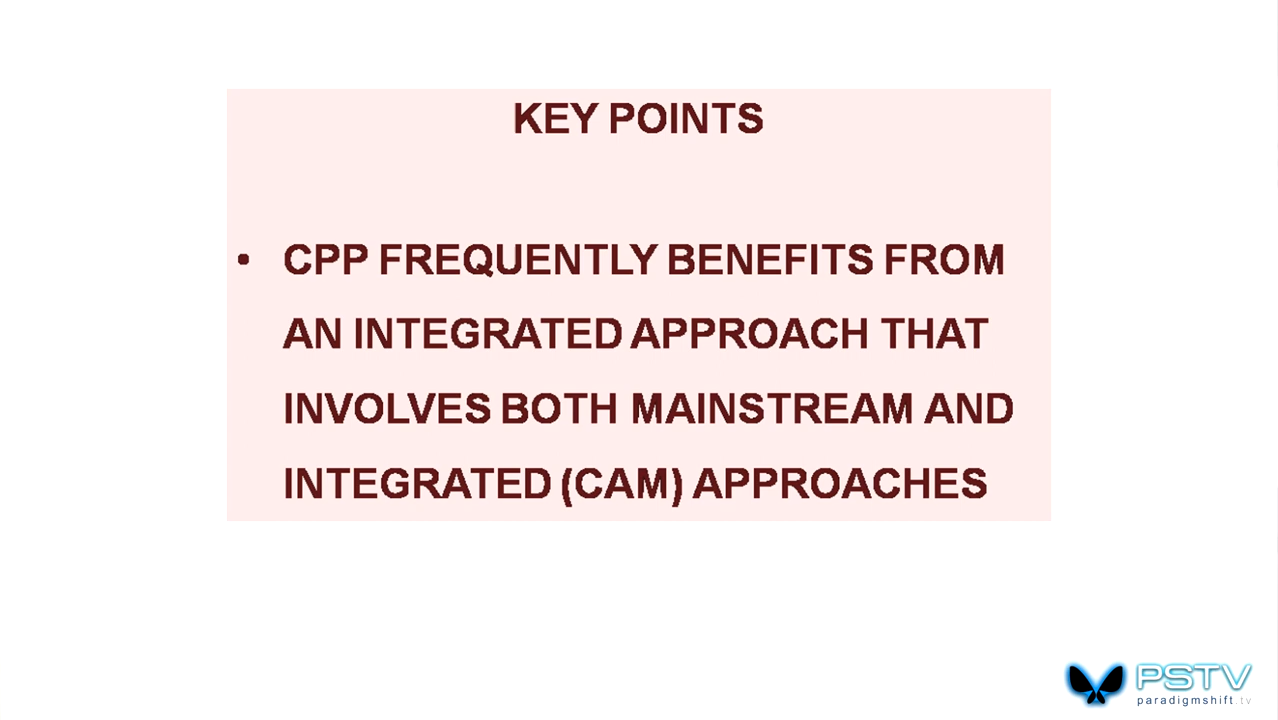 KEY POINTS
• CPP FREQUENTLY BENEFITS FROM
AN INTEGRATED APPROACH THAT
INVOLVES BOTH MAINSTREAM AND
INTEGRATED (CAM) APPROACHES
PSTV
paradigmshift.tv